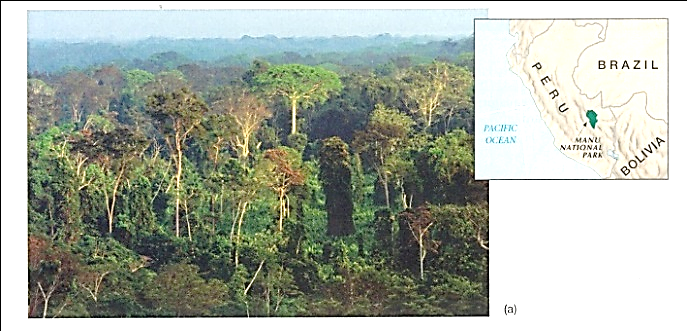 BRAZIL
PERU
PACIFIC
OCEAN
MANU
NATIONAL
PARK
BOLIVIA
(a)